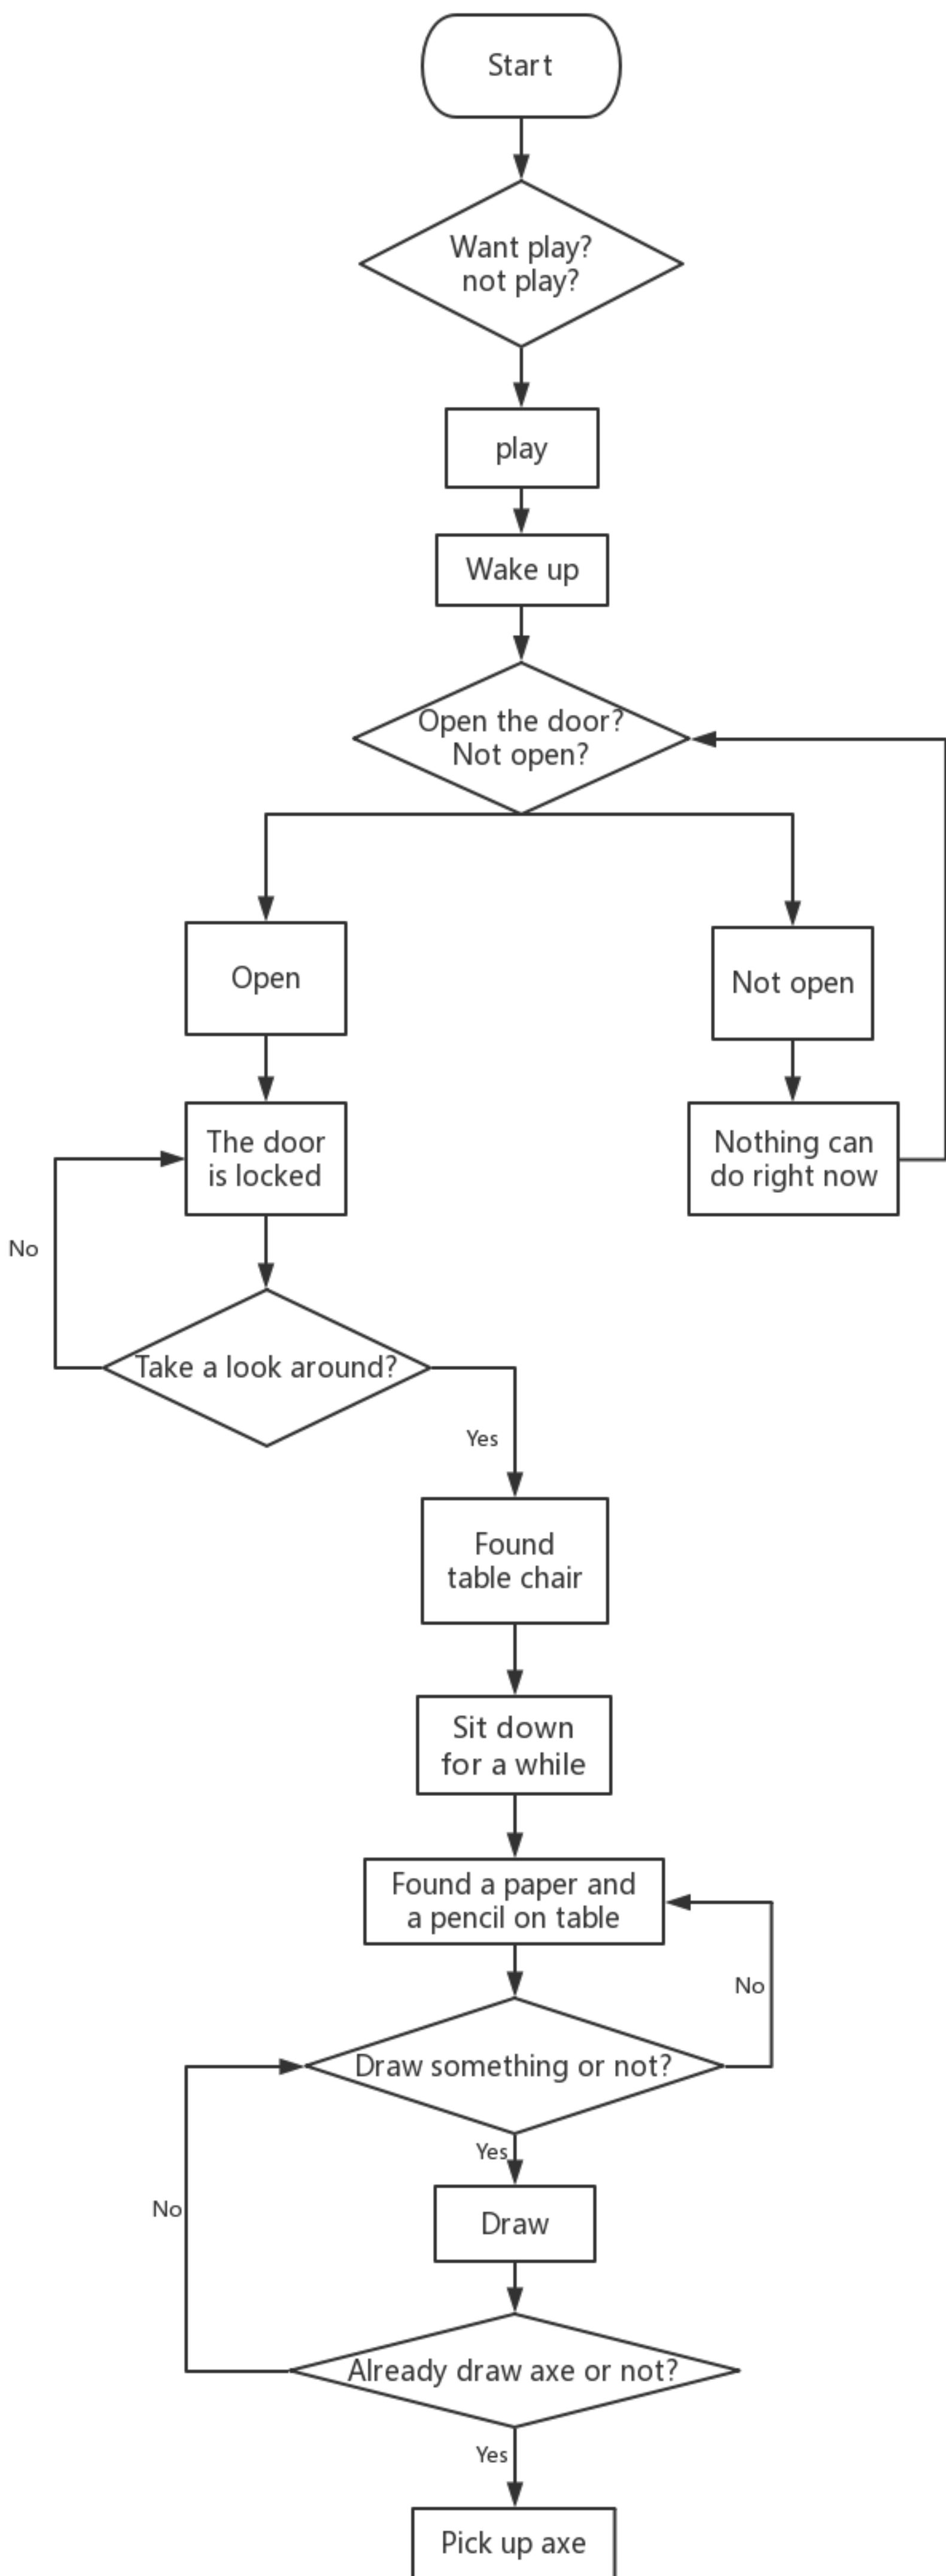 Start
Want play?
not play?
play
Wake up
Open the door?
Not open?
Open
Not open
The door
is locked
Nothing can
do right now
No
Take a look around?
Yes
Found
table chair
Sit down
for a while
Found a paper and
a pencil on table
No
Draw something or not?
Yes
Draw
No
Already draw axe or not?
Yes
Pick up axe